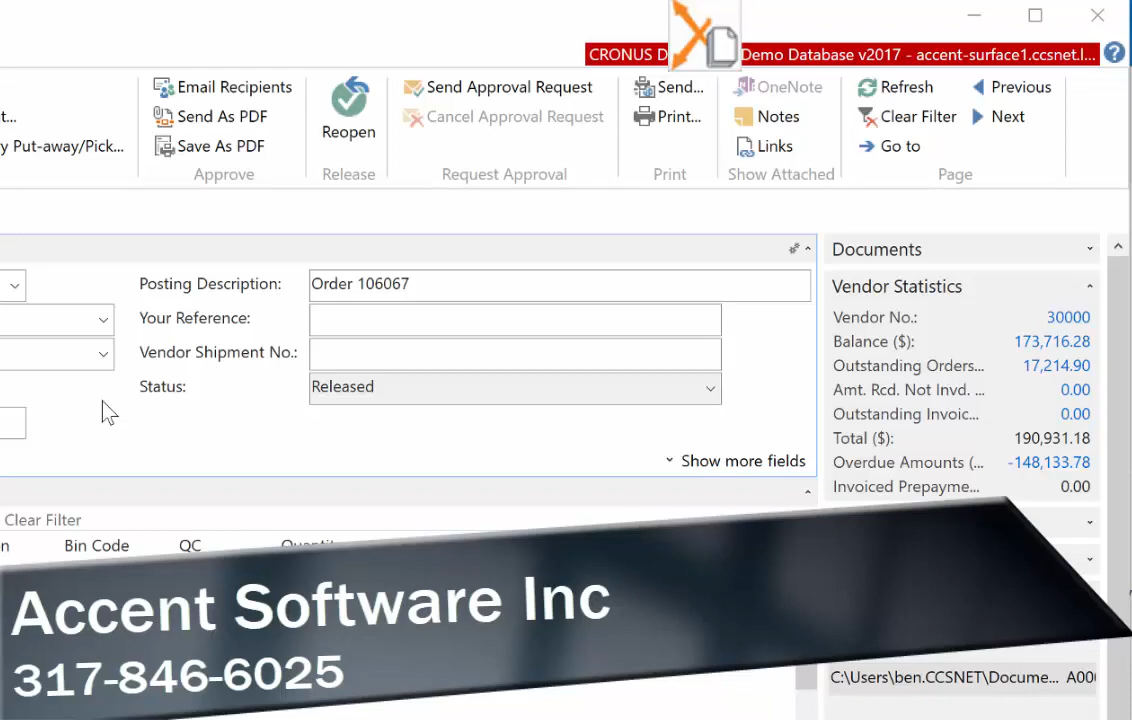 CRONUS D
Demo Database v2017 - accent-surface1.ccsnet.l...
?
Email Recipients
Send Approval Request
Send...
OneNote
Refresh
Previous
t...
Send As PDF
Reopen
Cancel Approval Request
Print...
Notes
Clear Filter
Next
y Put-away/Pick...
Save As PDF
Links
Go to
Approve
Release
Request Approval
Print
Show Attached
Page
Posting Description:
Order 106067
Your Reference:
Vendor Shipment No.:
Status:
Released
Show more fields
Documents
Vendor Statistics
Vendor No.: 30000
Balance ($): 173,716.28
Outstanding Orders... 17,214.90
Amt. Rcd. Not Invd. ... 0.00
Outstanding Invoic... 0.00
Total ($): 190,931.18
Overdue Amounts (... -148,133.78
Invoiced Prepayme... 0.00
Clear Filter
n
Bin Code
QC
Accent Software Inc
317-846-6025
C:\Users\ben.CCSNET\Docume...
A00